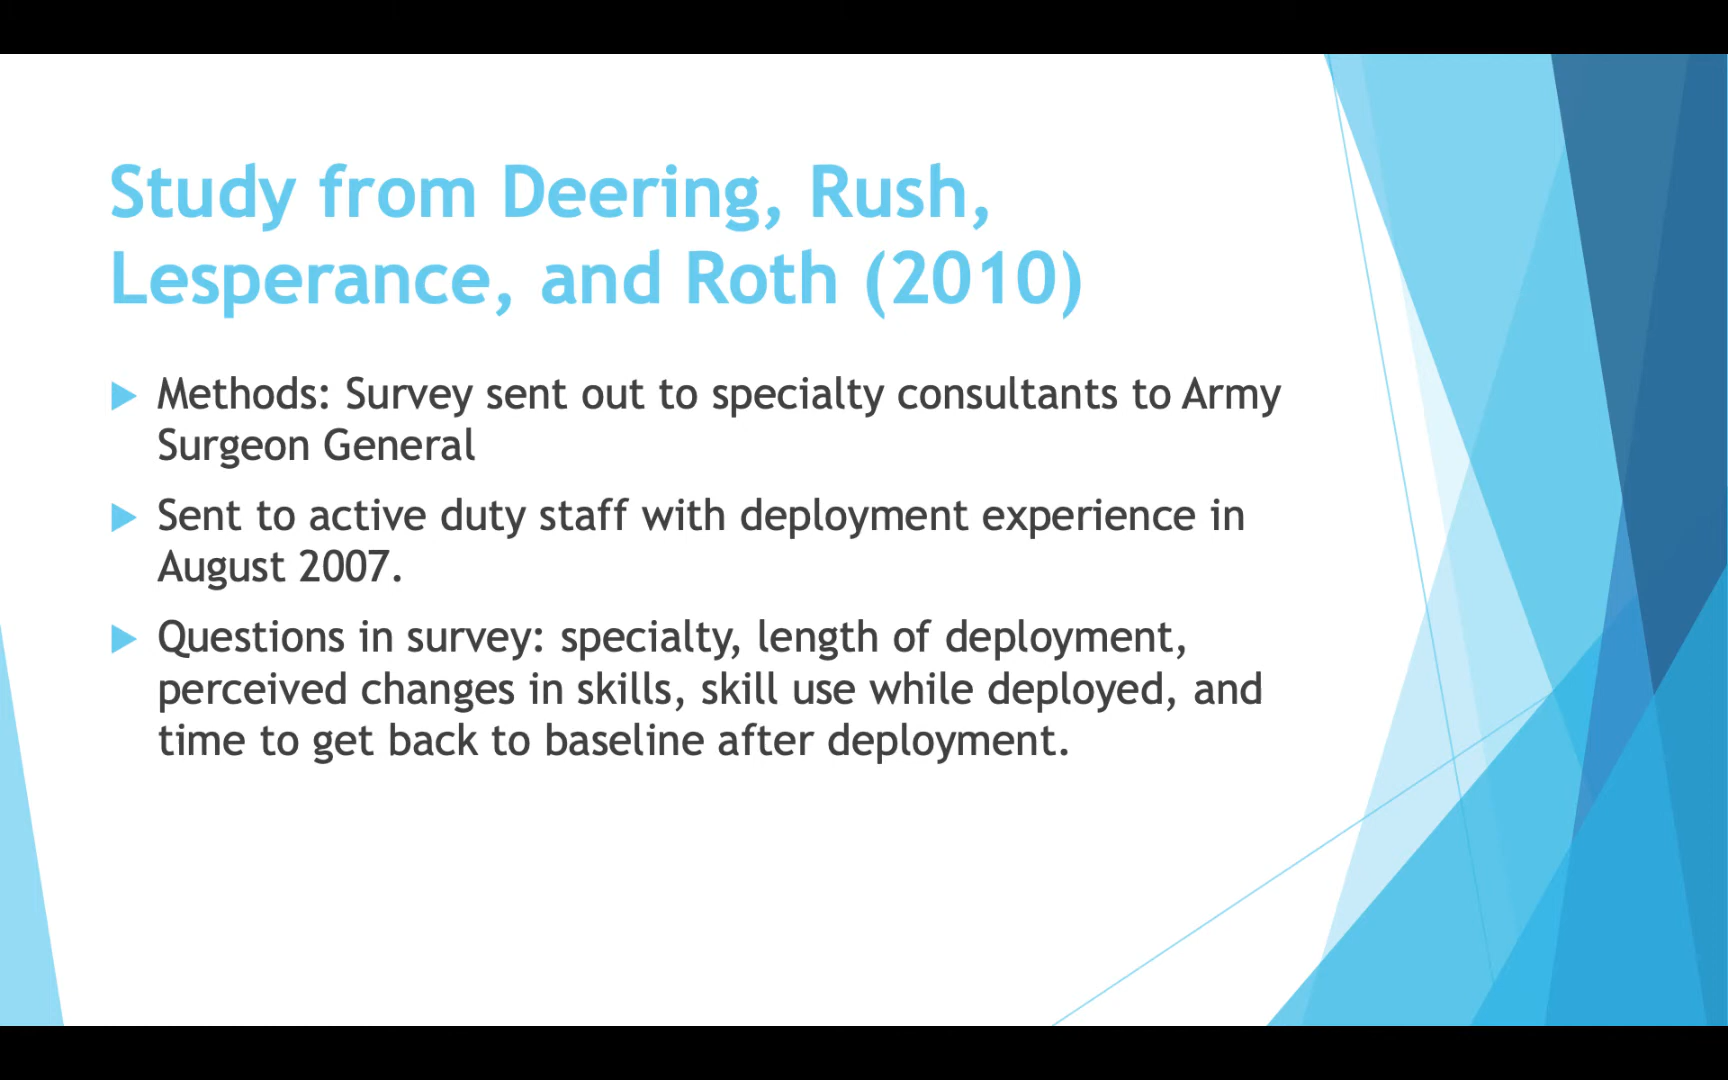 Study from Deering, Rush,
Lesperance, and Roth (2010)
Methods: Survey sent out to specialty consultants to Army
Surgeon General
Sent to active duty staff with deployment experience in
August 2007.
Questions in survey: specialty, length of deployment,
perceived changes in skills, skill use while deployed, and
time to get back to baseline after deployment.